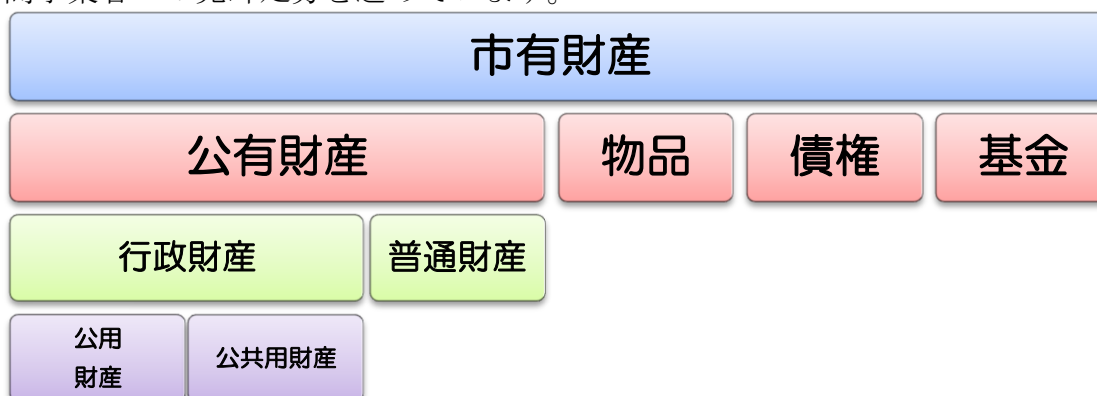 市有財産
公有財産 物品 債権 基金
行政財産 普通財産
公用
財産
公共用財産